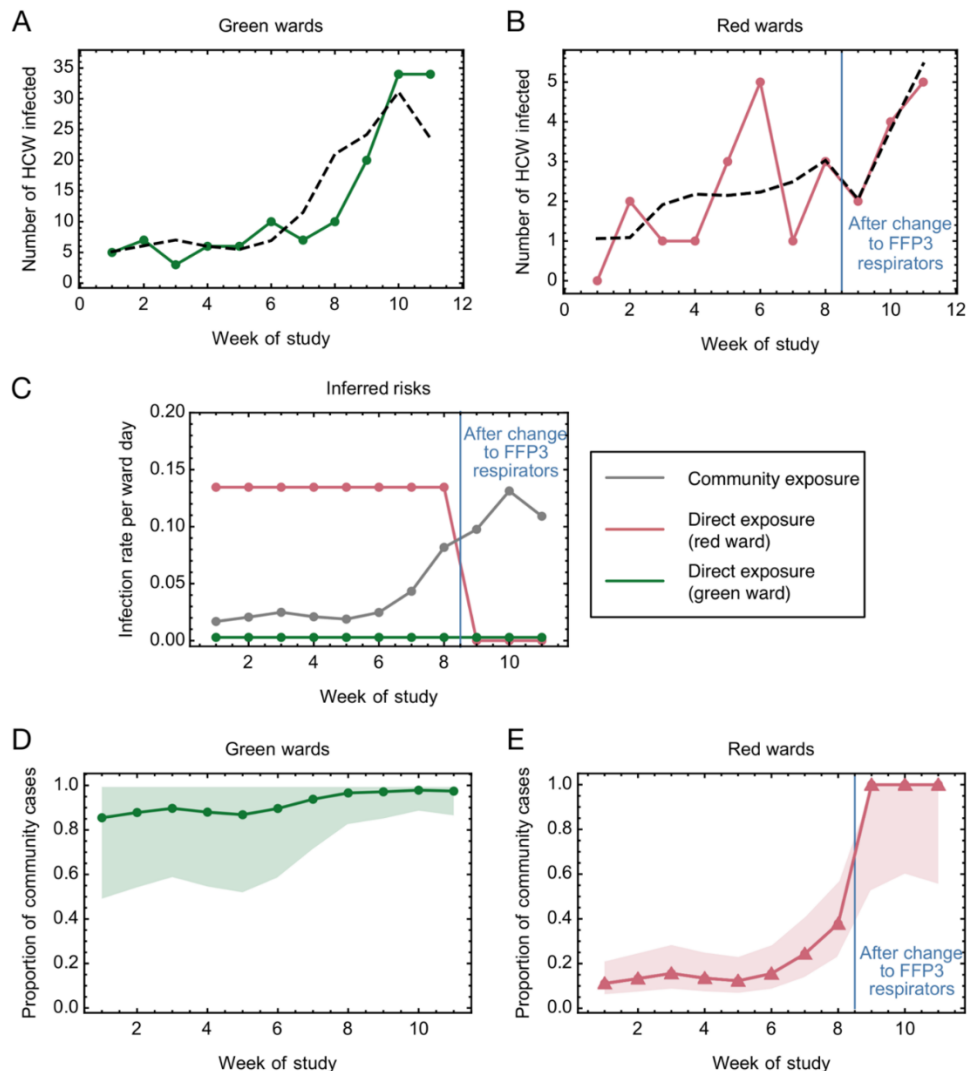 A
Green wards
Number of HCW infected
35
30
25
20
15
10
5
0
0 2 4 6 8 10 12
Week of study
B
Red wards
Number of HCW infected
5
4
3
2
1
0
0 2 4 6 8 10 12
After change
to FFP3
respirators
Week of study
C
Inferred risks
Infection rate per ward day
0.20
0.15
0.10
0.05
0.00
2 4 6 8 10
After change
to FFP3
respirators
Week of study
Community exposure
Direct exposure
(red ward)
Direct exposure
(green ward)
D
Green wards
Proportion of community cases
1.0
0.8
0.6
0.4
0.2
0.0
2 4 6 8 10
Week of study
E
Red wards
Proportion of community cases
1.0
0.8
0.6
0.4
0.2
0.0
2 4 6 8 10
After change
to FFP3
respirators
Week of study